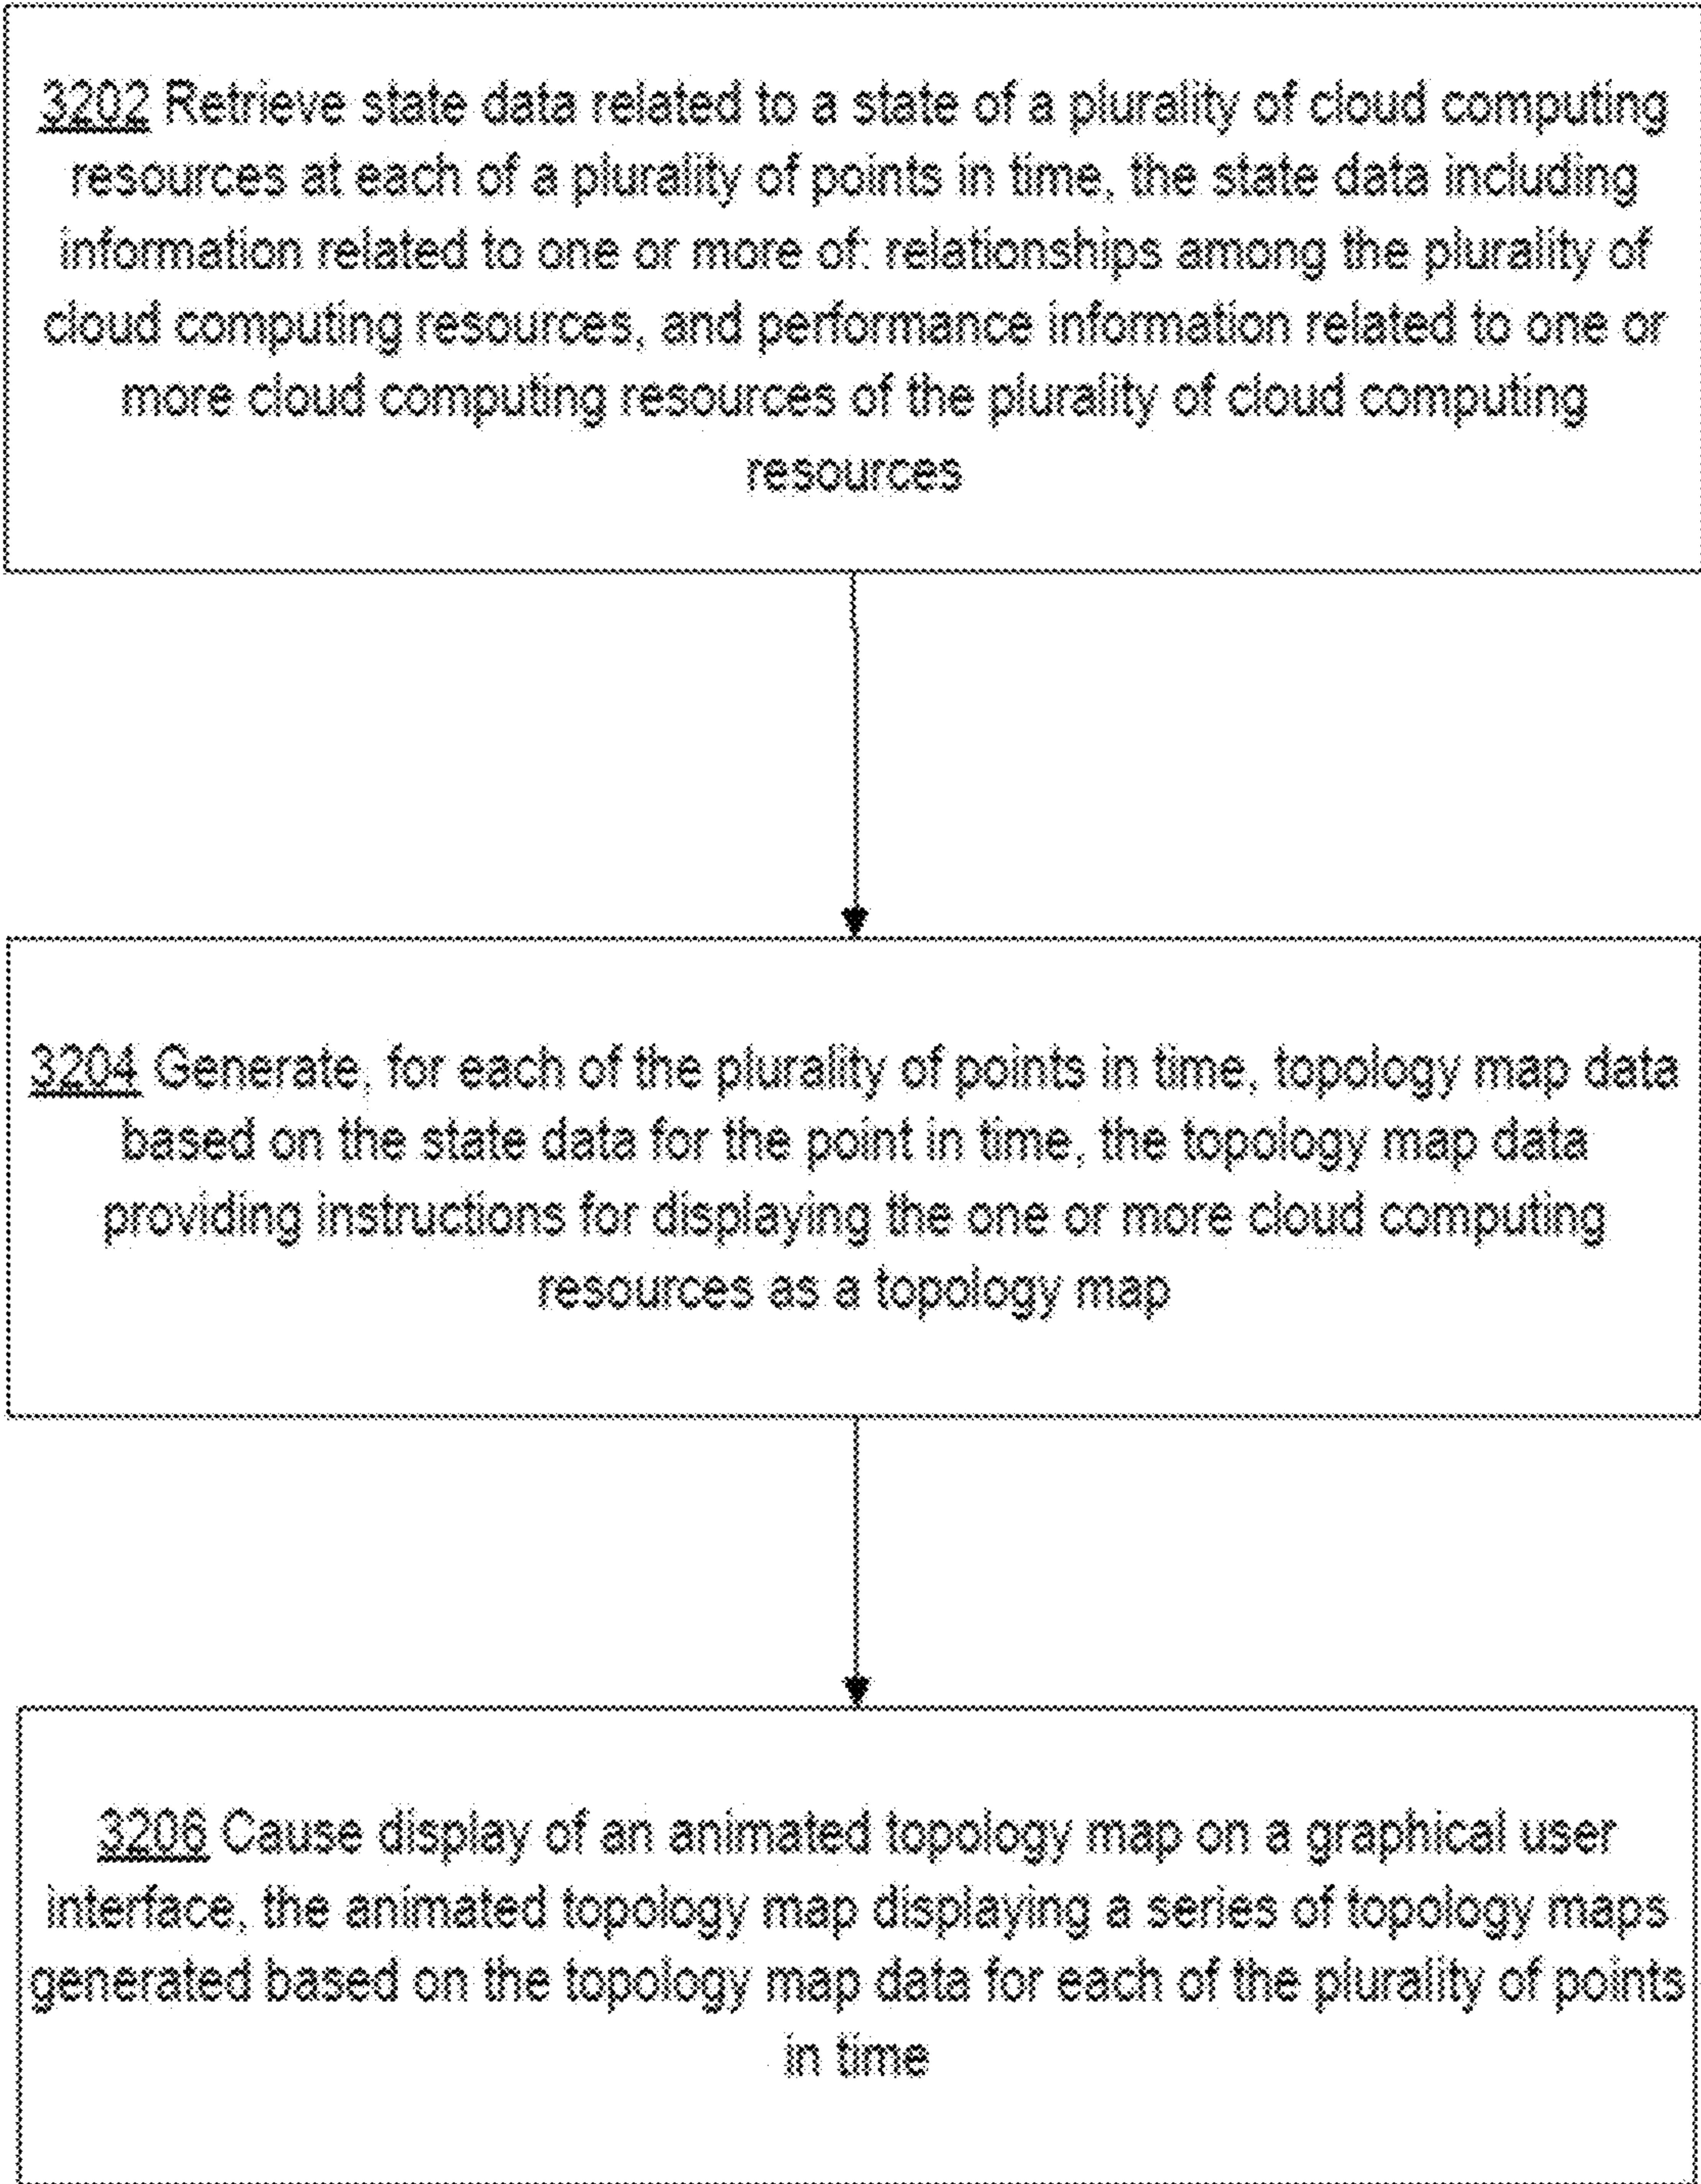 3202 Retrieve state data related to a state of a plurality of cloud computing
resources at each of a plurality of points in time, the state data including
information related to one or more of: relationships among the plurality of
cloud computing resources, and performance information related to one or
more cloud computing resources of the plurality of cloud computing
resources
3204 Generate, for each of the plurality of points in time, topology map data
based on the state data for the point in time, the topology map data
providing instructions for displaying the one or more cloud computing
resources as a topology map
3206 Cause display of an animated topology map on a graphical user
interface, the animated topology map displaying a series of topology maps
generated based on the topology map data for each of the plurality of points
in time